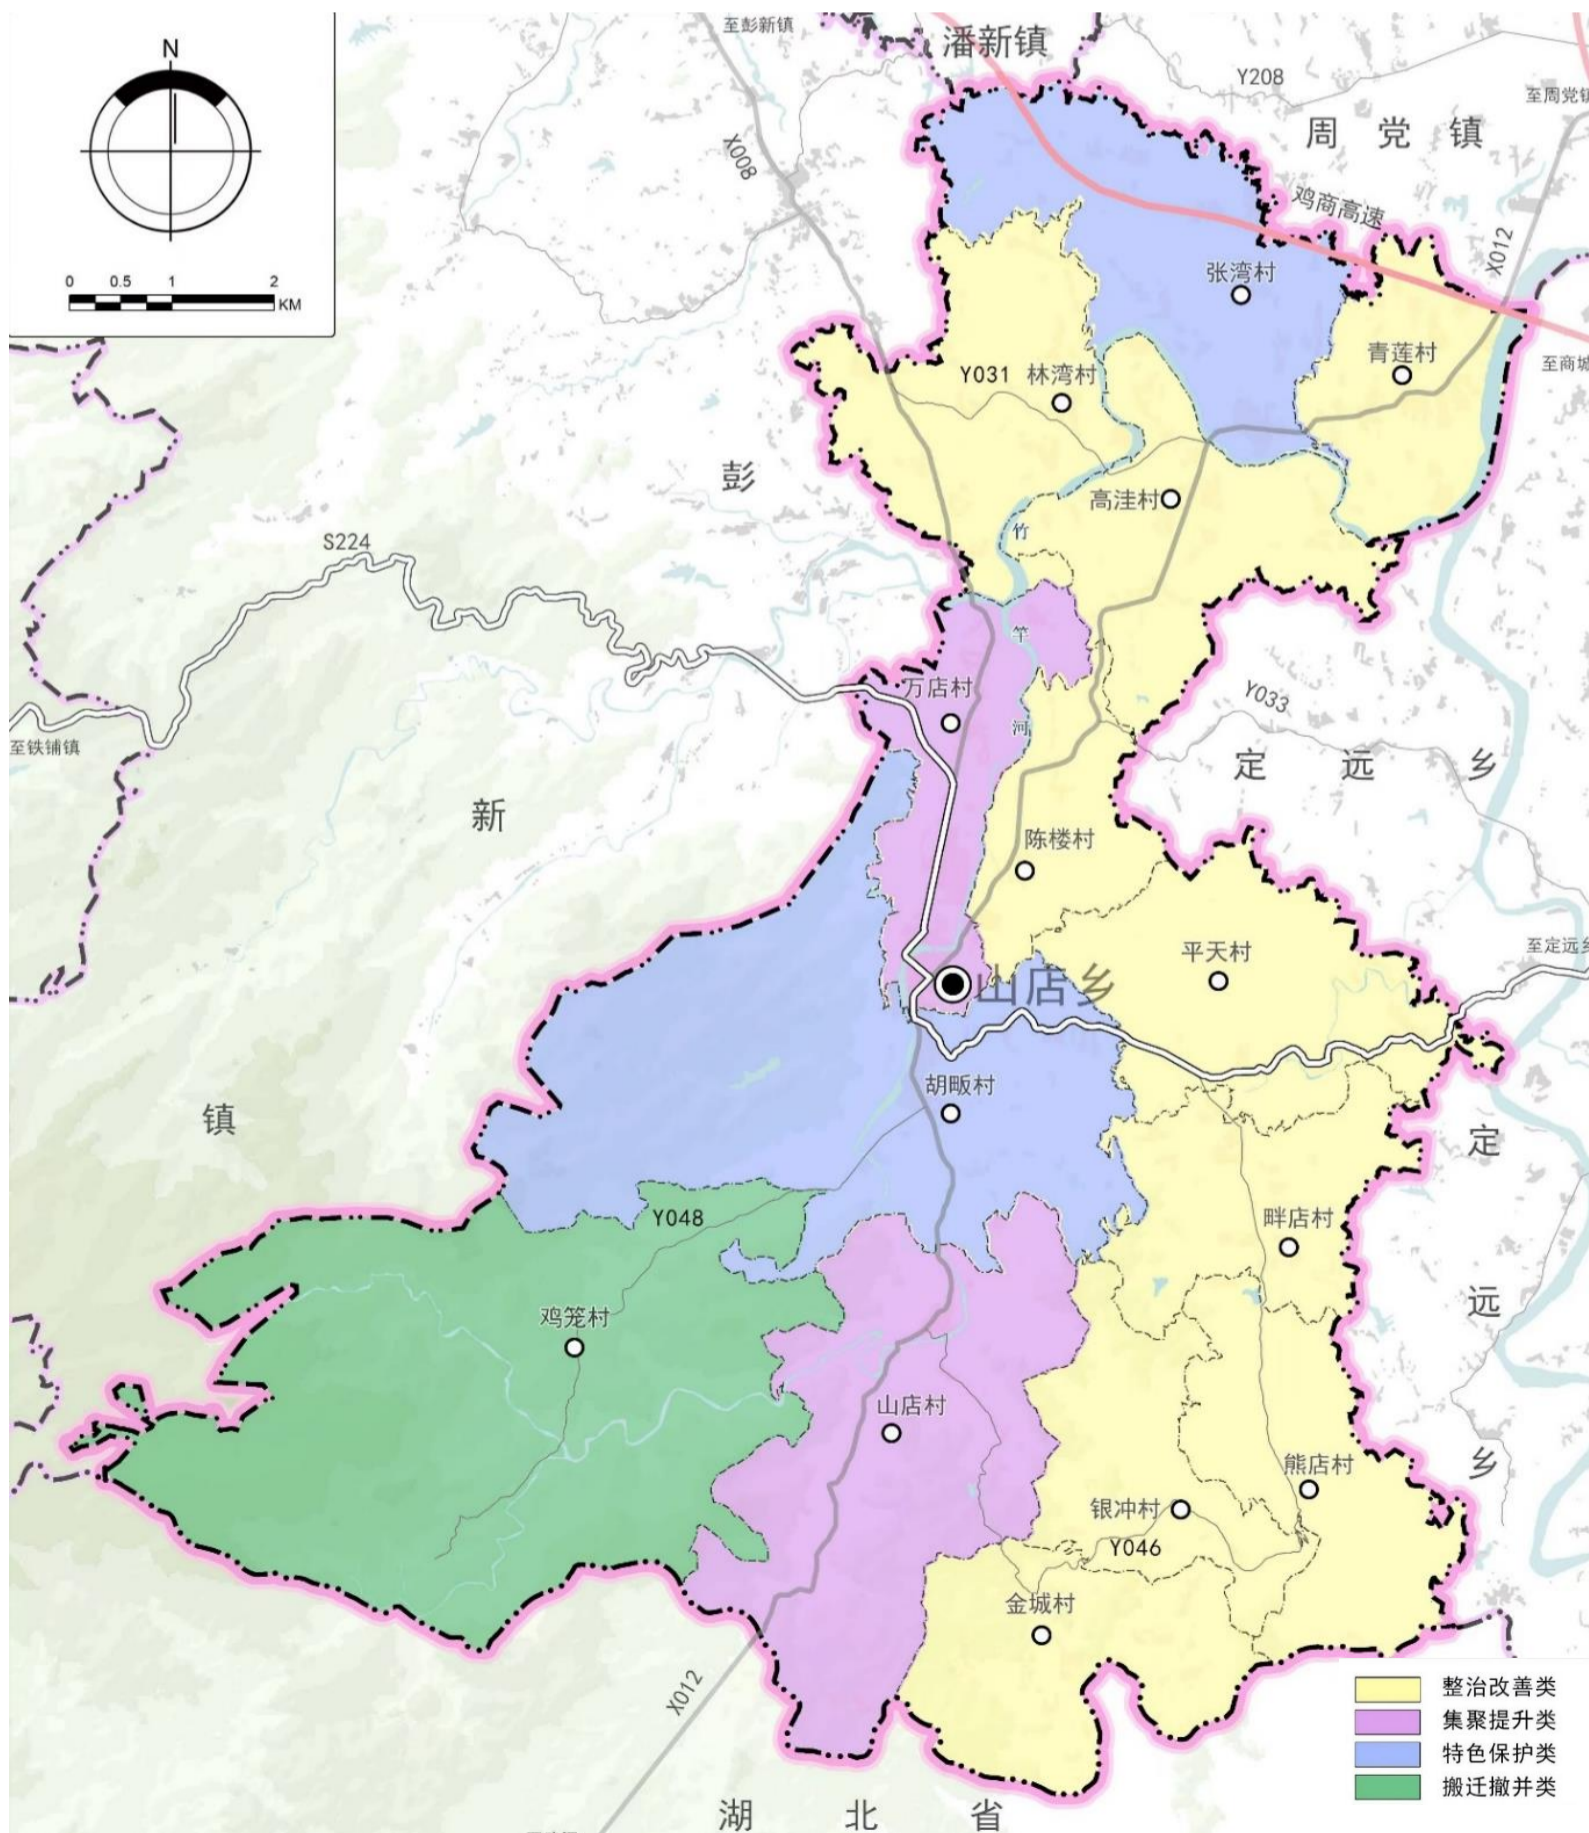 至彭新镇
潘新镇
N
Y208
至周党镇
周党镇
X008
鸡商高速
X012
张湾村
0 0.5 1 2
KM
青莲村
至商城
Y031
林湾村
彭
高洼村
竹
S224
竿
万店村
Y033
河
至铁铺镇
定远乡
新
陈楼村
至定远乡
平天村
山店乡
胡畈村
镇
定
Y048
畔店村
鸡笼村
远
山店村
乡
熊店村
银冲村
Y046
金城村
X012
整治改善类
集聚提升类
特色保护类
搬迁撤并类
湖北省